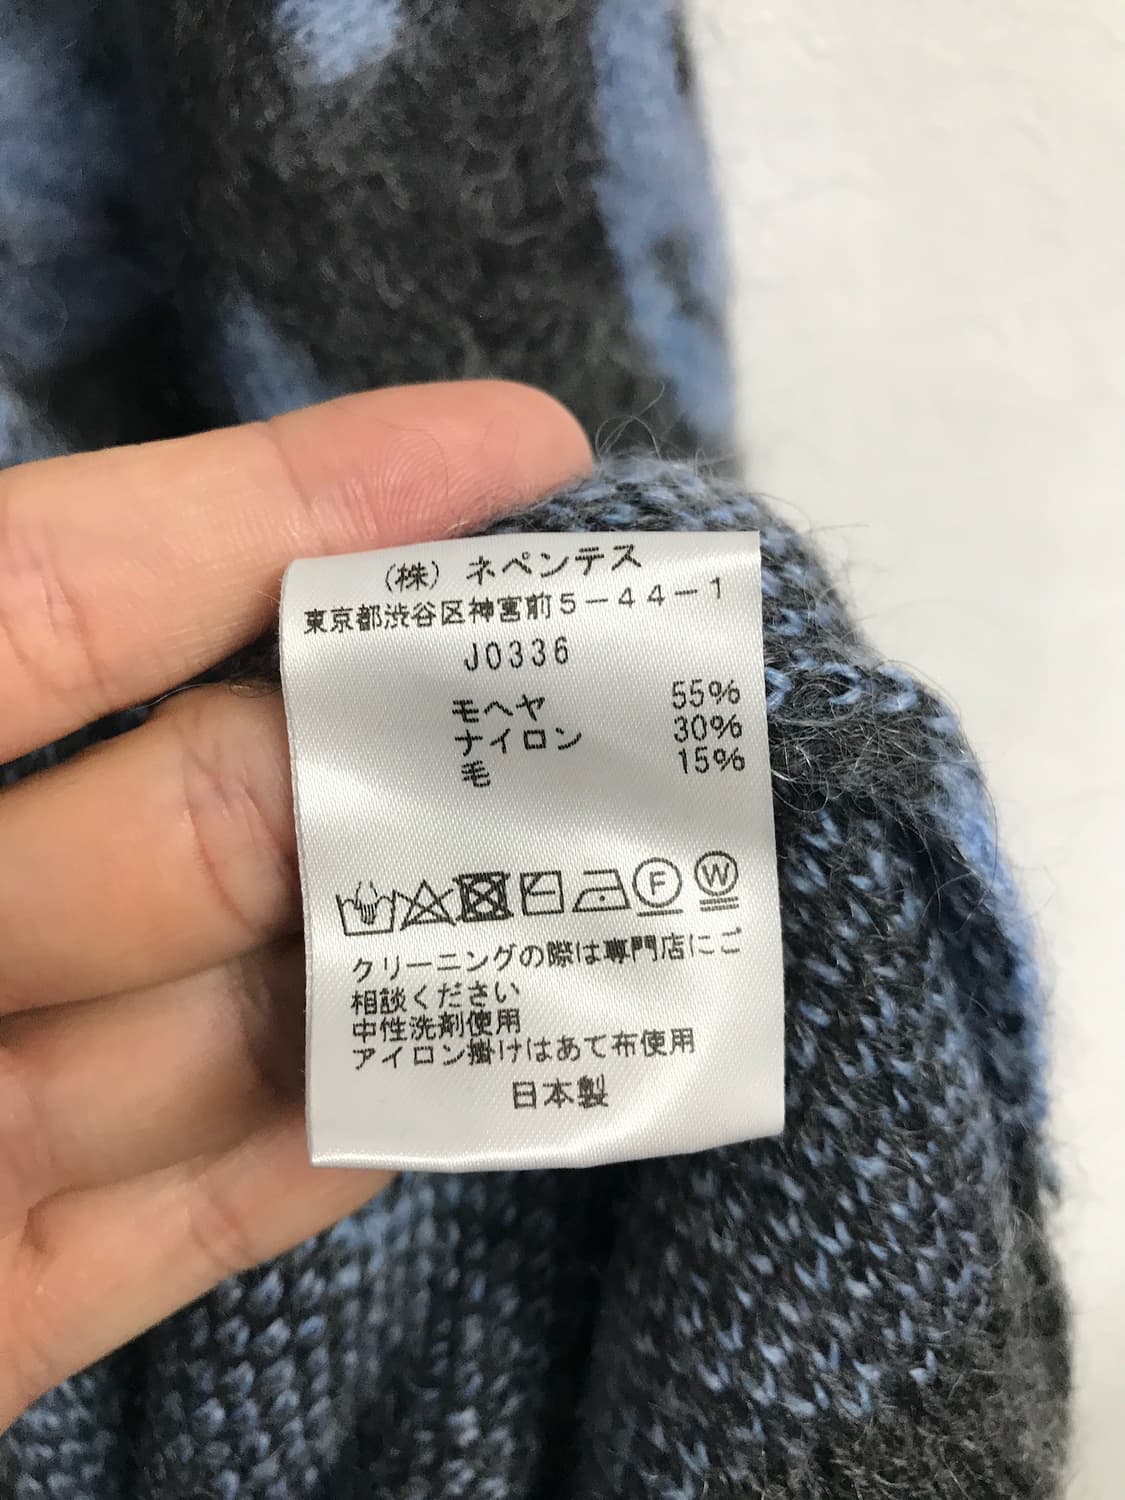 （株）ネペンテス
東京都渋谷区神宮前５－４４－１
J0336
モヘヤ 55%
ナイロン 30%
毛 15%
F W
クリーニングの際は専門店にご
相談ください
中性洗剤使用
アイロン掛けはあて布使用
日本製